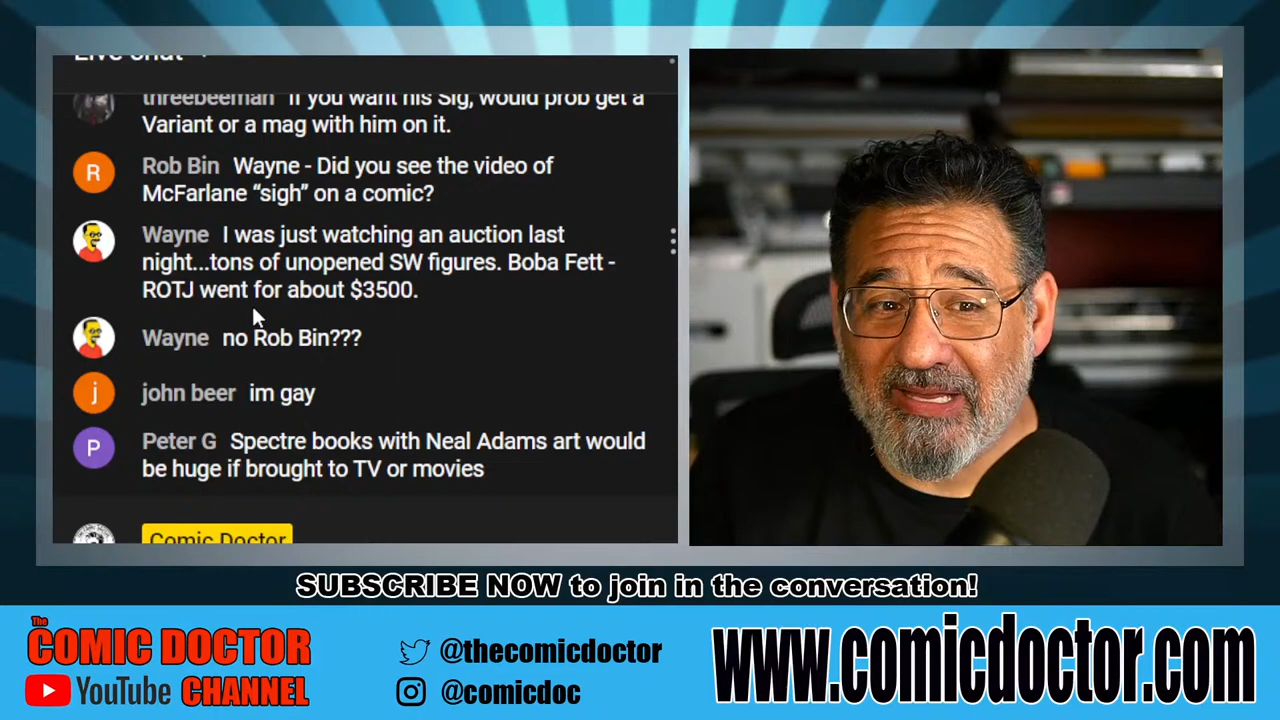 Live chat
threebeeman If you want his Sig, would prob get a
Variant or a mag with him on it.
R Rob Bin Wayne - Did you see the video of
McFarlane “sigh” on a comic?
Wayne I was just watching an auction last
night...tons of unopened SW figures. Boba Fett -
ROTJ went for about $3500.
Wayne no Rob Bin???
j john beer im gay
P Peter G Spectre books with Neal Adams art would
be huge if brought to TV or movies
Comic Doctor
SUBSCRIBE NOW to join in the conversation!
The
COMIC DOCTOR
YouTube CHANNEL
@thecomicdoctor
@comicdoc
www.comicdoctor.com